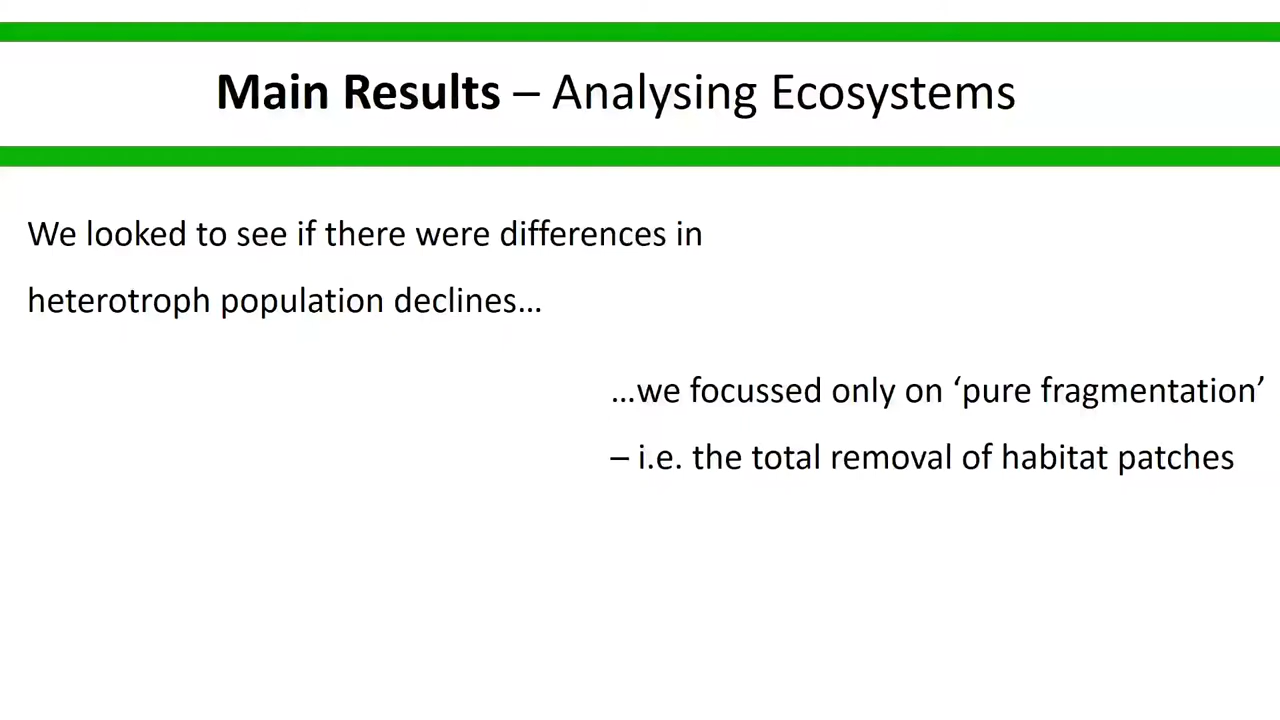 Main Results – Analysing Ecosystems
We looked to see if there were differences in
heterotroph population declines…
…we focussed only on ‘pure fragmentation’
– i.e. the total removal of habitat patches